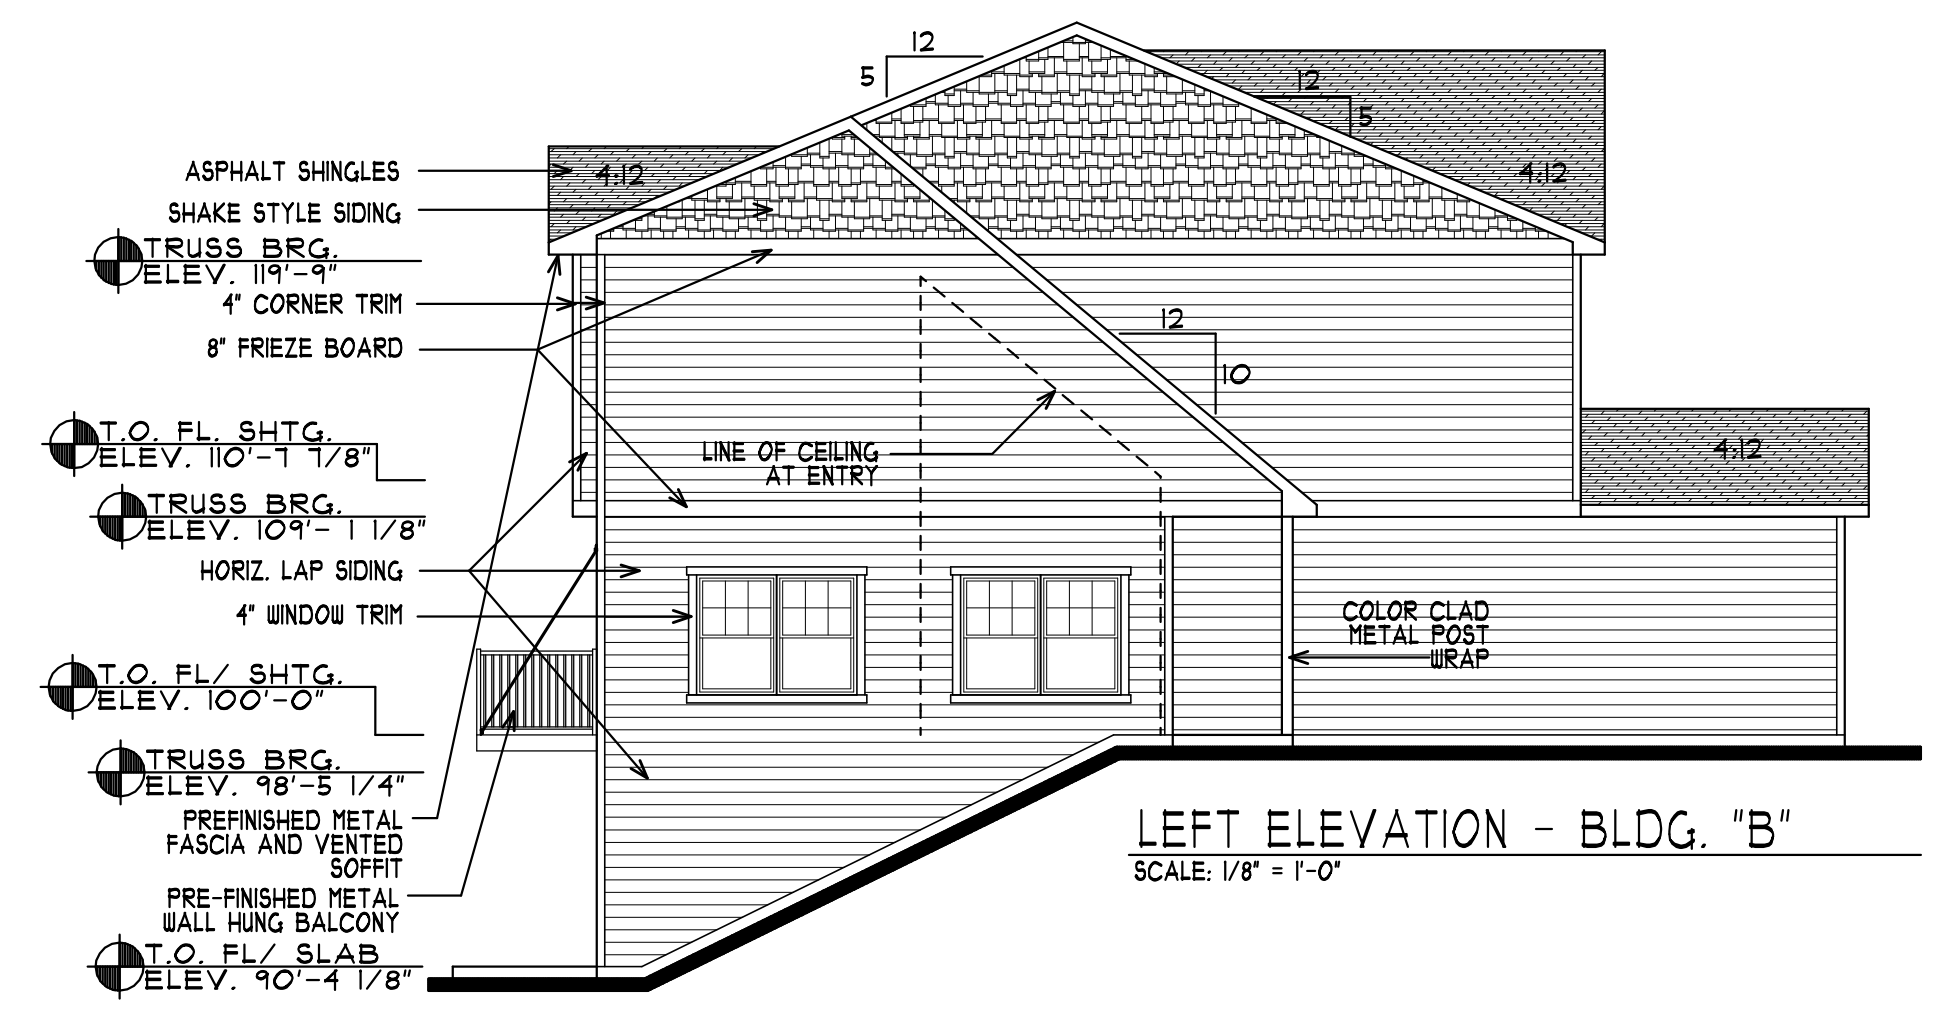 12
5
12
5
4:12
4:12
ASPHALT SHINGLES
SHAKE STYLE SIDING
TRUSS BRG.
ELEV. 119'-9"
4" CORNER TRIM
8" FRIEZE BOARD
12
10
T.O. FL. SHTG.
ELEV. 110'-7 7/8"
LINE OF CEILING
AT ENTRY
4:12
TRUSS BRG.
ELEV. 109'- 1 1/8"
HORIZ. LAP SIDING
4" WINDOW TRIM
COLOR CLAD
METAL POST
WRAP
T.O. FL/ SHTG.
ELEV. 100'-0"
TRUSS BRG.
ELEV. 98'-5 1/4"
PREFINISHED METAL
FASCIA AND VENTED
SOFFIT
PRE-FINISHED METAL
WALL HUNG BALCONY
T.O. FL/ SLAB
ELEV. 90'-4 1/8"
LEFT ELEVATION - BLDG. "B"
SCALE: 1/8" = 1'-0"